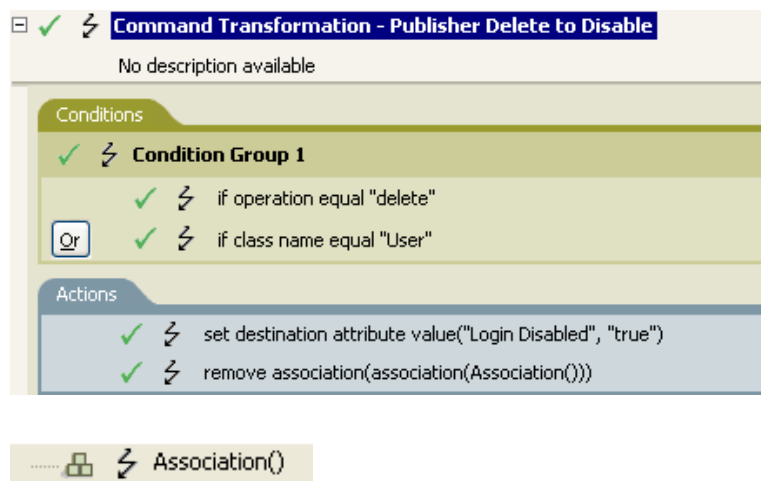 Command Transformation - Publisher Delete to Disable
No description available
Conditions
Condition Group 1
if operation equal "delete"
Or if class name equal "User"
Actions
set destination attribute value("Login Disabled", "true")
remove association(association(Association()))
Association()